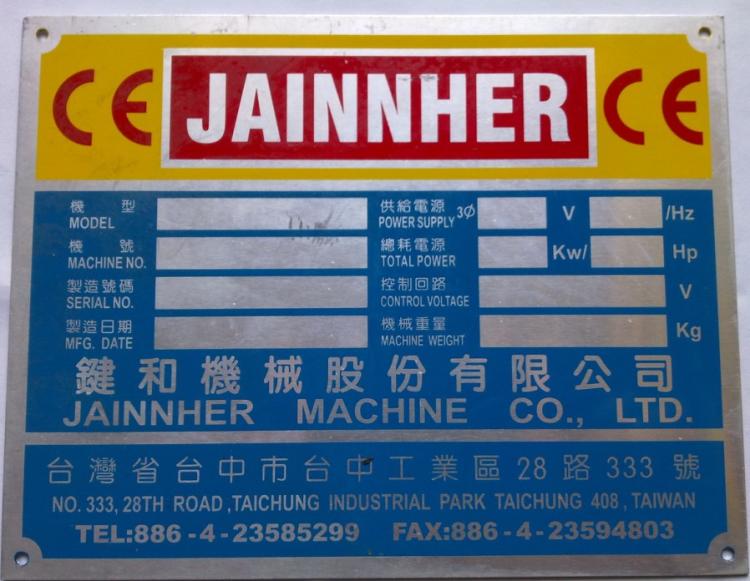 CE JAINNHER CE
機型 供給電源 3Ø V /Hz
MODEL POWER SUPPLY
機號 總耗電源 Kw/ Hp
MACHINE NO. TOTAL POWER
製造號碼 控制回路 V
SERIAL NO. CONTROL VOLTAGE
製造日期 機械重量 Kg
MFG. DATE MACHINE WEIGHT
鍵和機械股份有限公司
JAINNHER MACHINE CO., LTD.
台灣省台中市台中工業區28路333號
NO. 333, 28TH ROAD ,TAICHUNG INDUSTRIAL PARK TAICHUNG 408 , TAIWAN
TEL:886-4-23585299 FAX:886-4-23594803